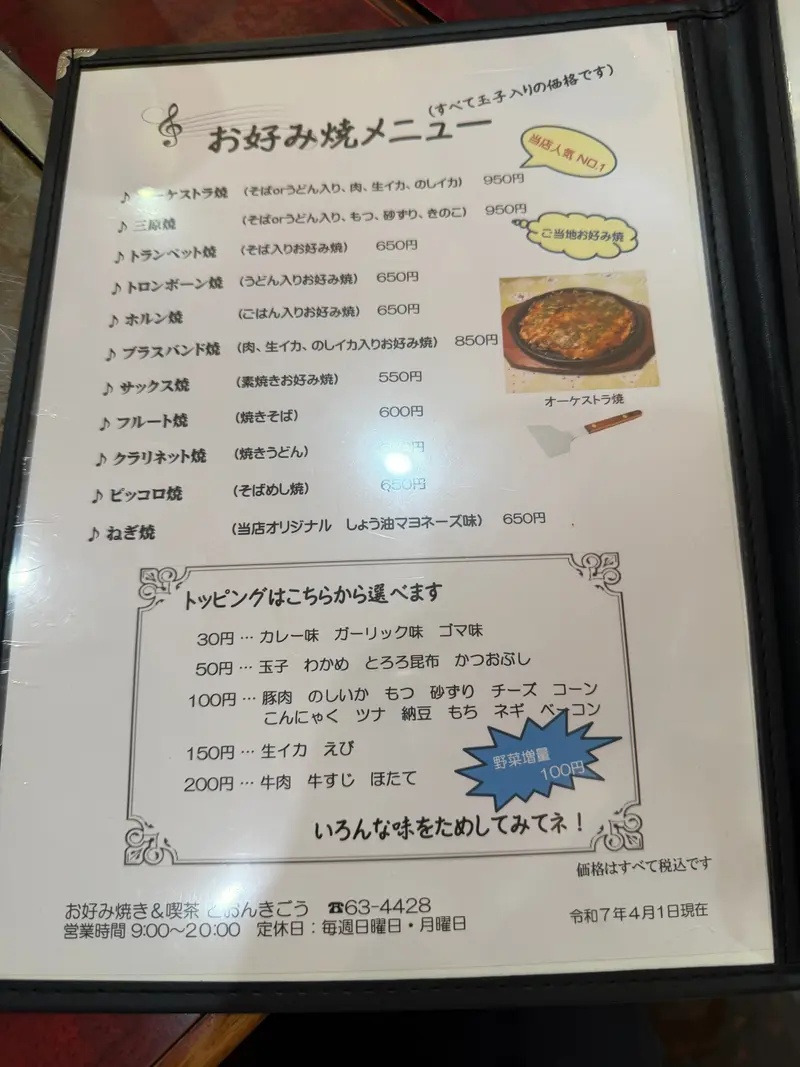 お好み焼メニュー
(すべて玉子入りの価格です)
当店人気 NO.1
♪ オーケストラ焼 (そばorうどん入り、肉、生イカ、のしイカ) 950円
♪ 三原焼 (そばorうどん入り、もつ、砂ずり、きのこ) 950円
ご当地お好み焼
♪ トランペット焼 (そば入りお好み焼) 650円
♪ トロンボーン焼 (うどん入りお好み焼) 650円
♪ ホルン焼 (ごはん入りお好み焼) 650円
♪ ブラスバンド焼 (肉、生イカ、のしイカ入りお好み焼) 850円
♪ サックス焼 (素焼きお好み焼) 550円
オーケストラ焼
♪ フルート焼 (焼きそば) 600円
♪ クラリネット焼 (焼きうどん) 円
♪ ピッコロ焼 (そばめし焼) 650円
♪ ねぎ焼 (当店オリジナル しょう油マヨネーズ味) 650円
トッピングはこちらから選べます
30円 … カレー味 ガーリック味 ゴマ味
50円 … 玉子 わかめ とろろ昆布 かつおぶし
100円 … 豚肉 のしいか もつ 砂ずり チーズ コーン
こんにゃく ツナ 納豆 もち ネギ ベーコン
150円 … 生イカ えび
200円 … 牛肉 牛すじ ほたて
野菜増量
100円
いろんな味をためしてみてネ！
価格はすべて税込です
お好み焼き＆喫茶 とおんきごう ☎63-4428
営業時間 9:00～20:00 定休日：毎週日曜日・月曜日
令和7年4月1日現在